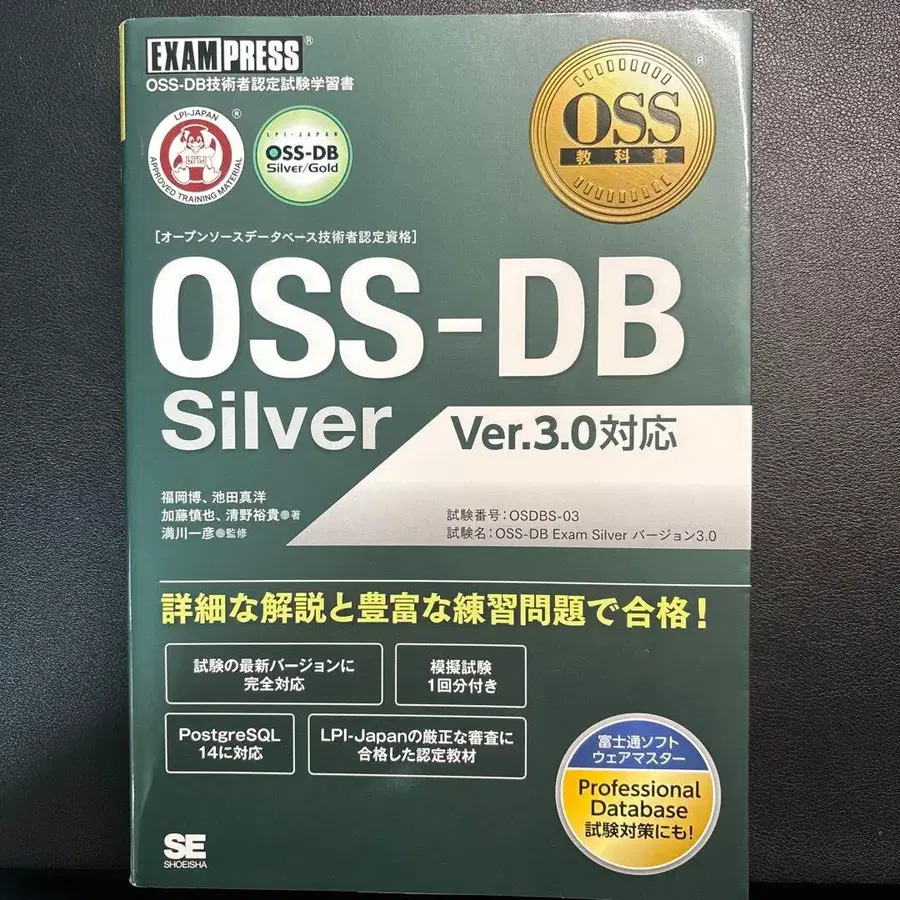 EXAMPRESS®
OSS-DB技術者認定試験学習書
LPI-JAPAN
APPROVED TRAINING MATERIAL
®
LPI-JAPAN
OSS-DB
Silver/Gold
OSS
教科書
®
[オープンソースデータベース技術者認定資格]
OSS-DB
Silver
Ver.3.0対応
福岡博、池田真洋
加藤慎也、清野裕貴●著
満川一彦●監修
試験番号:OSDBS-03
試験名:OSS-DB Exam Silver バージョン3.0
詳細な解説と豊富な練習問題で合格!
試験の最新バージョンに
完全対応
模擬試験
1回分付き
PostgreSQL
14に対応
LPI-Japanの厳正な審査に
合格した認定教材
富士通ソフト
ウェアマスター
Professional
Database
試験対策にも!
SE
SHOEISHA